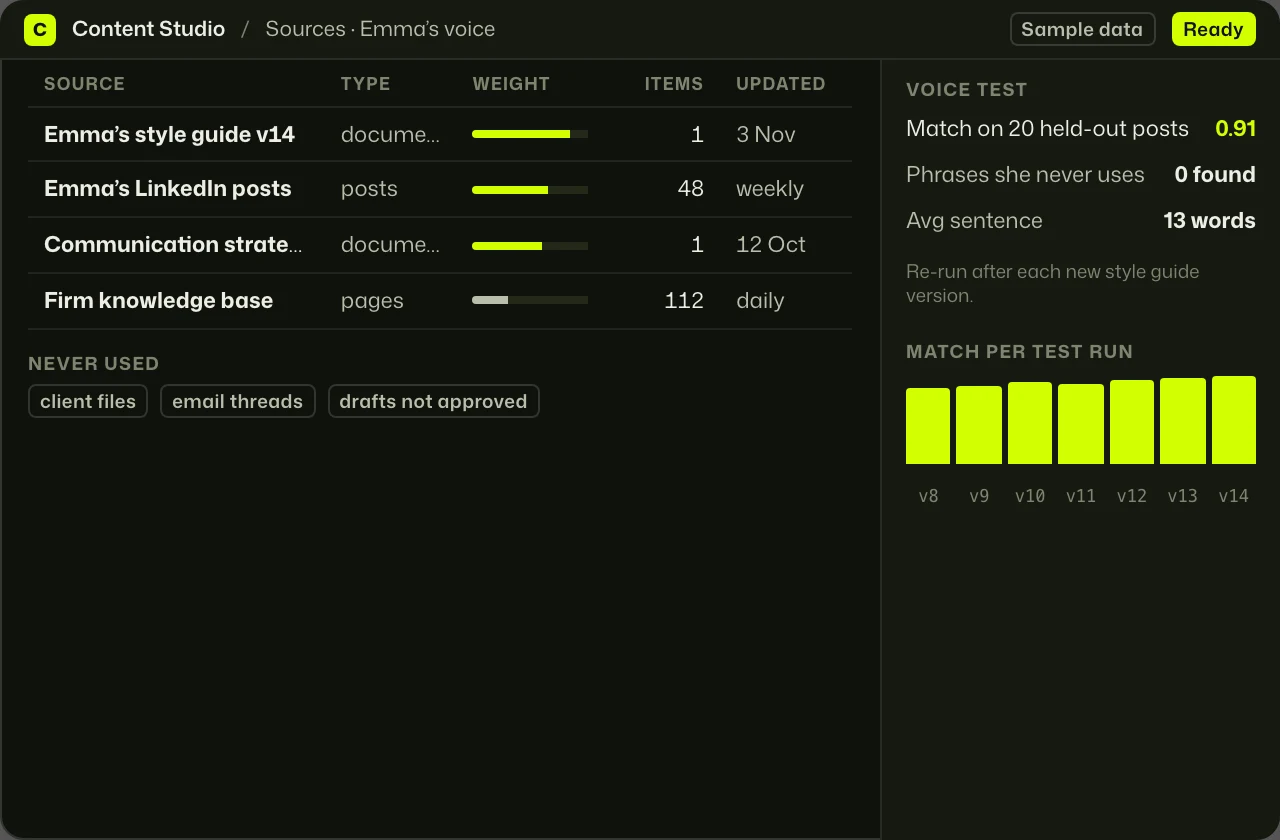 C Content Studio / Sources · Emma's voice
Sample data
Ready
SOURCE TYPE WEIGHT ITEMS UPDATED
Emma's style guide v14 docume... 1 3 Nov
Emma's LinkedIn posts posts 48 weekly
Communication strate... docume... 1 12 Oct
Firm knowledge base pages 112 daily
NEVER USED
client files
email threads
drafts not approved
VOICE TEST
Match on 20 held-out posts 0.91
Phrases she never uses 0 found
Avg sentence 13 words
Re-run after each new style guide
version.
MATCH PER TEST RUN
v8 v9 v10 v11 v12 v13 v14